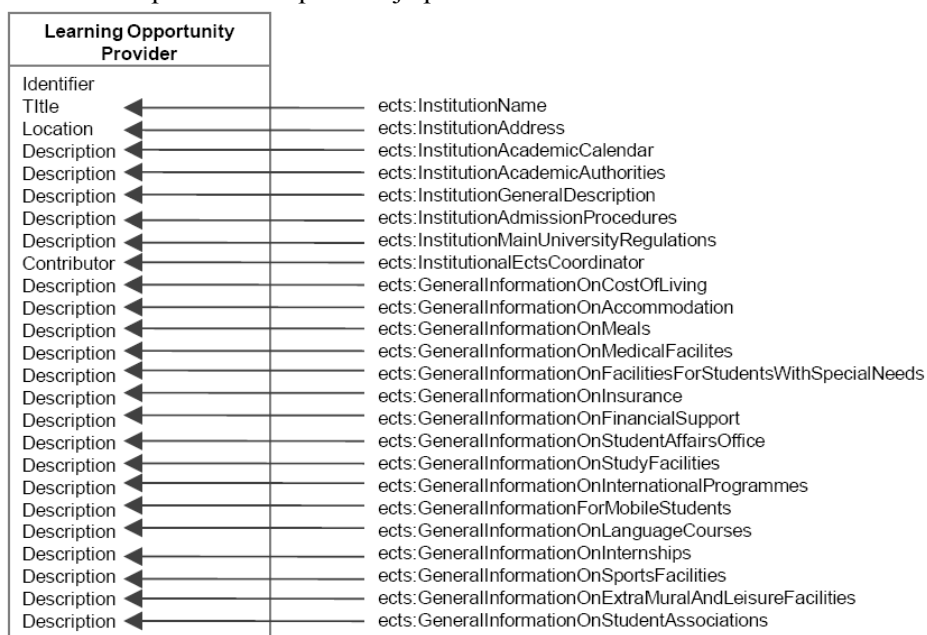 Learning Opportunity
Provider
Identifier
TItle ects:InstitutionName
Location ects:InstitutionAddress
Description ects:InstitutionAcademicCalendar
Description ects:InstitutionAcademicAuthorities
Description ects:InstitutionGeneralDescription
Description ects:InstitutionAdmissionProcedures
Description ects:InstitutionMainUniversityRegulations
Contributor ects:InstitutionalEctsCoordinator
Description ects:GeneralInformationOnCostOfLiving
Description ects:GeneralInformationOnAccommodation
Description ects:GeneralInformationOnMeals
Description ects:GeneralInformationOnMedicalFacilites
Description ects:GeneralInformationOnFacilitiesForStudentsWithSpecialNeeds
Description ects:GeneralInformationOnInsurance
Description ects:GeneralInformationOnFinancialSupport
Description ects:GeneralInformationOnStudentAffairsOffice
Description ects:GeneralInformationOnStudyFacilities
Description ects:GeneralInformationOnInternationalProgrammes
Description ects:GeneralInformationForMobileStudents
Description ects:GeneralInformationOnLanguageCourses
Description ects:GeneralInformationOnInternships
Description ects:GeneralInformationOnSportsFacilities
Description ects:GeneralInformationOnExtraMuralAndLeisureFacilities
Description ects:GeneralInformationOnStudentAssociations